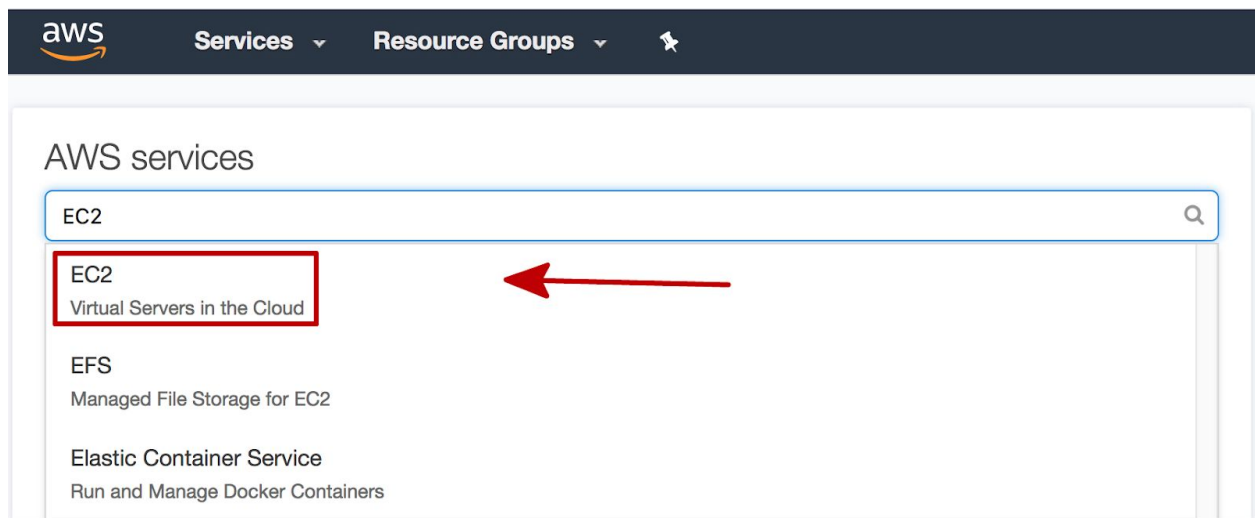 aws
Services
Resource Groups
AWS services
EC2
EC2
Virtual Servers in the Cloud
EFS
Managed File Storage for EC2
Elastic Container Service
Run and Manage Docker Containers